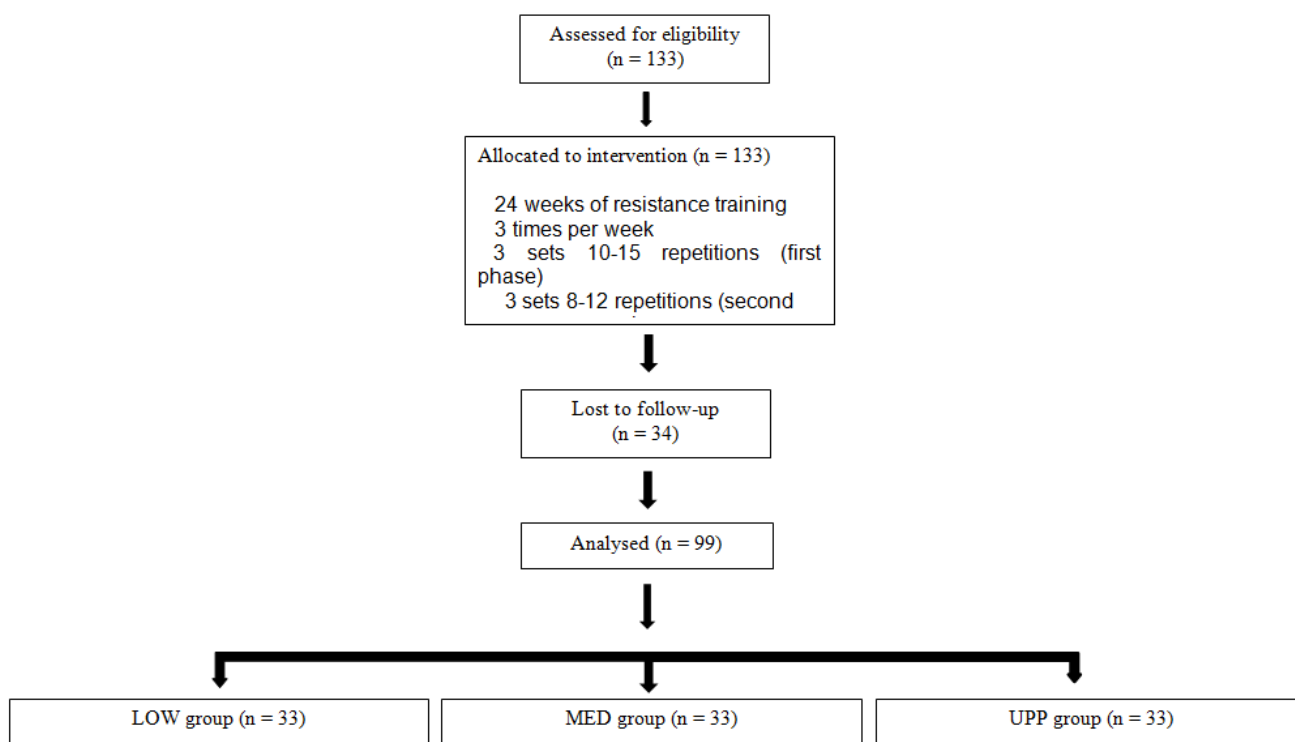 Assessed for eligibility
(n = 133)
Allocated to intervention (n = 133)
24 weeks of resistance training
3 times per week
3 sets 10-15 repetitions (first
phase)
3 sets 8-12 repetitions (second
Lost to follow-up
(n = 34)
Analysed (n = 99)
LOW group (n = 33)
MED group (n = 33)
UPP group (n = 33)